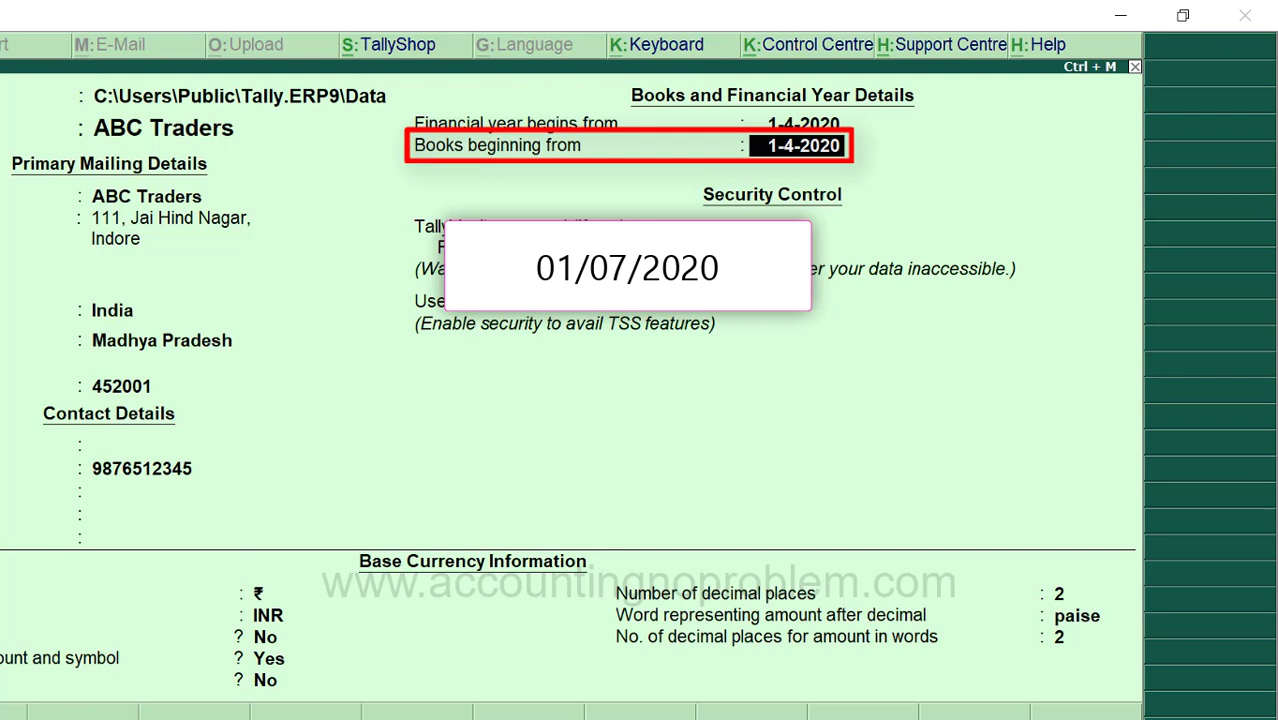 rt M:E-Mail O:Upload S:TallyShop G:Language K:Keyboard K:Control Centre H:Support Centre H:Help
Ctrl + M
: C:\Users\Public\Tally.ERP9\Data
: ABC Traders
Primary Mailing Details
: ABC Traders
: 111, Jai Hind Nagar,
Indore
: India
: Madhya Pradesh
: 452001
Contact Details
:
: 9876512345
:
:
:
Books and Financial Year Details
Financial year begins from : 1-4-2020
Books beginning from : 1-4-2020
Security Control
01/07/2020
er your data inaccessible.)
(Enable security to avail TSS features)
Base Currency Information
www.accountingnoproblem.com
: ₹
: INR
? No
ount and symbol ? Yes
? No
Number of decimal places : 2
Word representing amount after decimal : paise
No. of decimal places for amount in words : 2